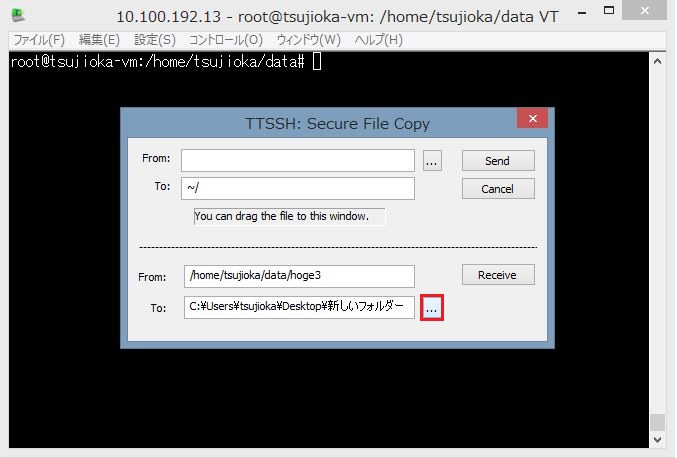 10.100.192.13 - root@tsujioka-vm: /home/tsujioka/data VT
ファイル(F) 編集(E) 設定(S) コントロール(O) ウィンドウ(W) ヘルプ(H)
root@tsujioka-vm:/home/tsujioka/data#
TTSSH: Secure File Copy
From: ... Send
To: ~/ Cancel
You can drag the file to this window.
From: /home/tsujioka/data/hoge3 Receive
To: C:¥Users¥tsujioka¥Desktop¥新しいフォルダー ...